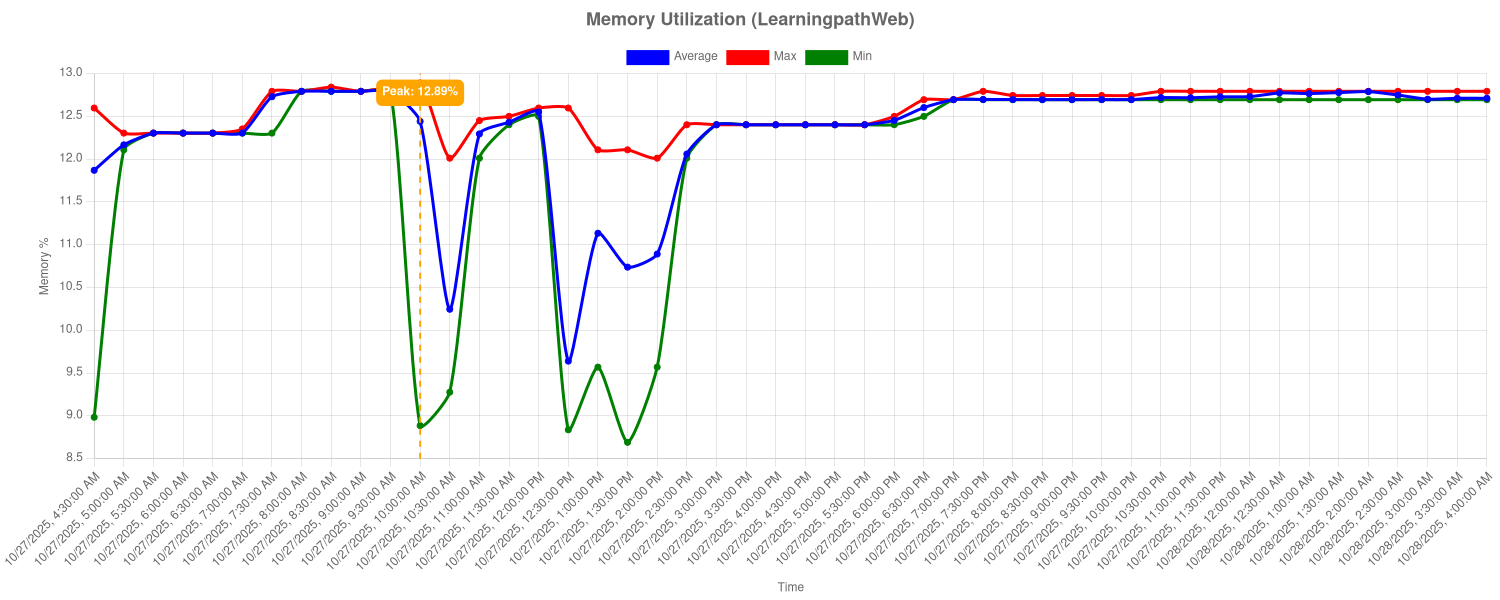 Memory Utilization (LearningpathWeb)
Average Max Min
Peak: 12.89%
13.0
12.5
12.0
11.5
11.0
10.5
10.0
9.5
9.0
8.5
Memory %
10/27/2025, 4:30:00 AM
10/27/2025, 5:00:00 AM
10/27/2025, 5:30:00 AM
10/27/2025, 6:00:00 AM
10/27/2025, 6:30:00 AM
10/27/2025, 7:00:00 AM
10/27/2025, 7:30:00 AM
10/27/2025, 8:00:00 AM
10/27/2025, 8:30:00 AM
10/27/2025, 9:00:00 AM
10/27/2025, 9:30:00 AM
10/27/2025, 10:00:00 AM
10/27/2025, 10:30:00 AM
10/27/2025, 11:00:00 AM
10/27/2025, 11:30:00 AM
10/27/2025, 12:00:00 PM
10/27/2025, 12:30:00 PM
10/27/2025, 1:00:00 PM
10/27/2025, 1:30:00 PM
10/27/2025, 2:00:00 PM
10/27/2025, 2:30:00 PM
10/27/2025, 3:00:00 PM
10/27/2025, 3:30:00 PM
10/27/2025, 4:00:00 PM
10/27/2025, 4:30:00 PM
10/27/2025, 5:00:00 PM
10/27/2025, 5:30:00 PM
10/27/2025, 6:00:00 PM
10/27/2025, 6:30:00 PM
10/27/2025, 7:00:00 PM
10/27/2025, 7:30:00 PM
10/27/2025, 8:00:00 PM
10/27/2025, 8:30:00 PM
10/27/2025, 9:00:00 PM
10/27/2025, 9:30:00 PM
10/27/2025, 10:00:00 PM
10/27/2025, 10:30:00 PM
10/27/2025, 11:00:00 PM
10/27/2025, 11:30:00 PM
10/28/2025, 12:00:00 AM
10/28/2025, 12:30:00 AM
10/28/2025, 1:00:00 AM
10/28/2025, 1:30:00 AM
10/28/2025, 2:00:00 AM
10/28/2025, 2:30:00 AM
10/28/2025, 3:00:00 AM
10/28/2025, 3:30:00 AM
10/28/2025, 4:00:00 AM
Time